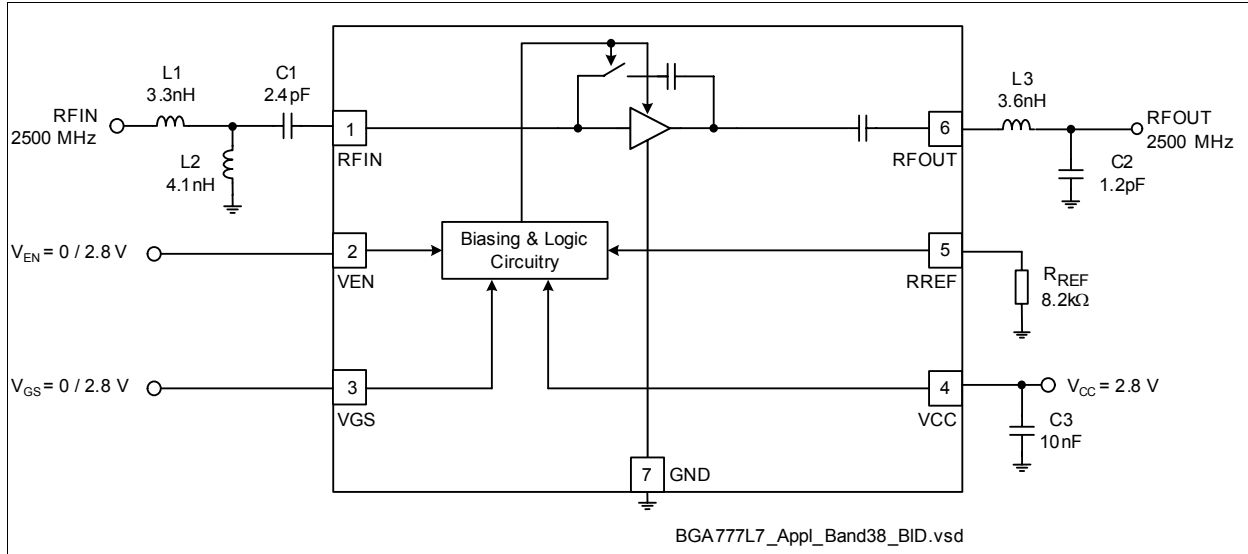 L1
3.3nH
C1
2.4pF
RFIN
2500 MHz
L2
4.1nH
1
RFIN
6
RFOUT
L3
3.6nH
RFOUT
2500 MHz
C2
1.2pF
V_EN = 0 / 2.8 V
2
VEN
Biasing & Logic
Circuitry
5
RREF
R_REF
8.2kΩ
V_GS = 0 / 2.8 V
3
VGS
4
VCC
V_CC = 2.8 V
C3
10nF
7
GND
BGA777L7_Appl_Band38_BID.vsd